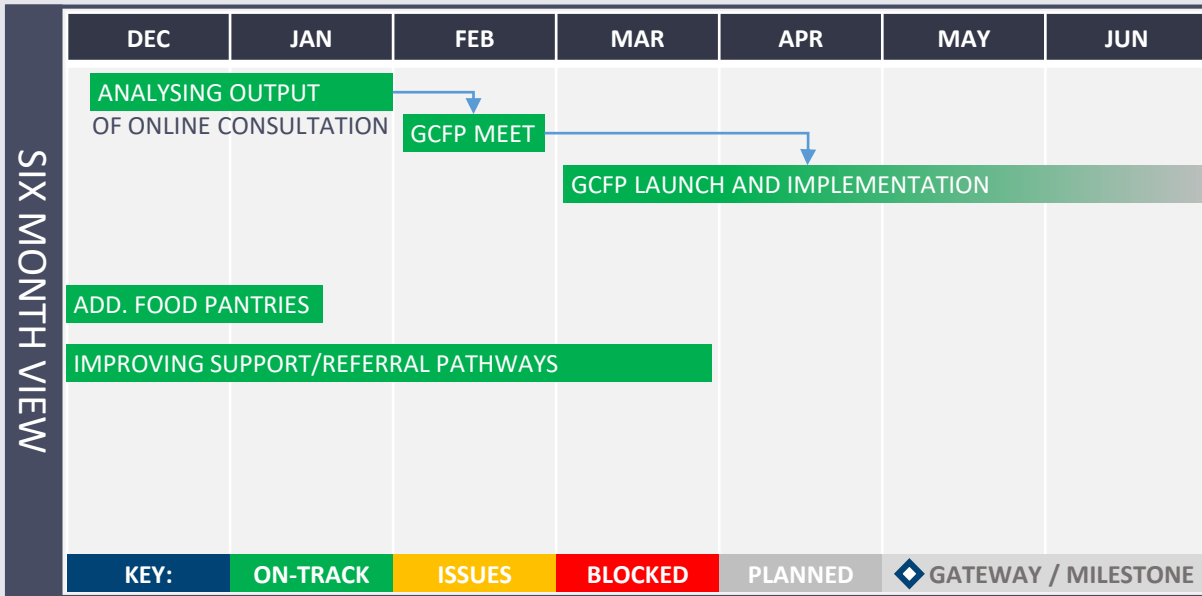 SIX MONTH VIEW
DEC JAN FEB MAR APR MAY JUN
ANALYSING OUTPUT
OF ONLINE CONSULTATION
GCFP MEET
GCFP LAUNCH AND IMPLEMENTATION
ADD. FOOD PANTRIES
IMPROVING SUPPORT/REFERRAL PATHWAYS
KEY: ON-TRACK ISSUES BLOCKED PLANNED GATEWAY / MILESTONE